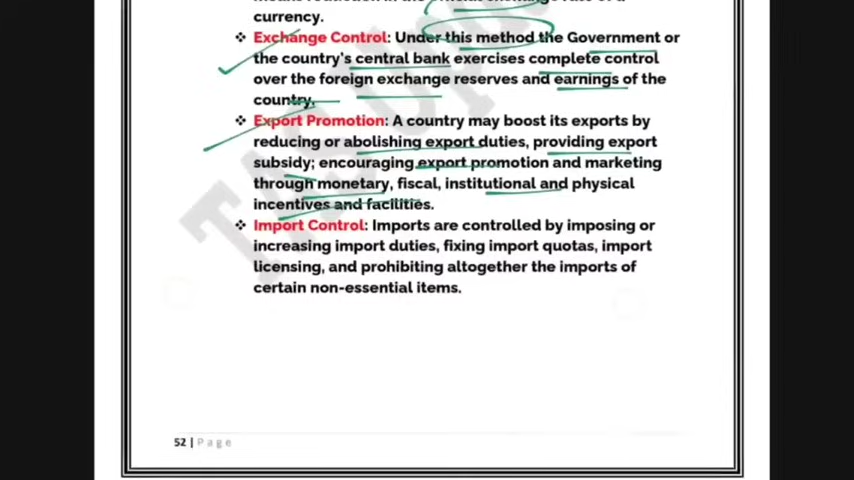 currency.
❖ Exchange Control: Under this method the Government or
the country's central bank exercises complete control
over the foreign exchange reserves and earnings of the
country.
❖ Export Promotion: A country may boost its exports by
reducing or abolishing export duties, providing export
subsidy; encouraging export promotion and marketing
through monetary, fiscal, institutional and physical
incentives and facilities.
❖ Import Control: Imports are controlled by imposing or
increasing import duties, fixing import quotas, import
licensing, and prohibiting altogether the imports of
certain non-essential items.
52 | Page